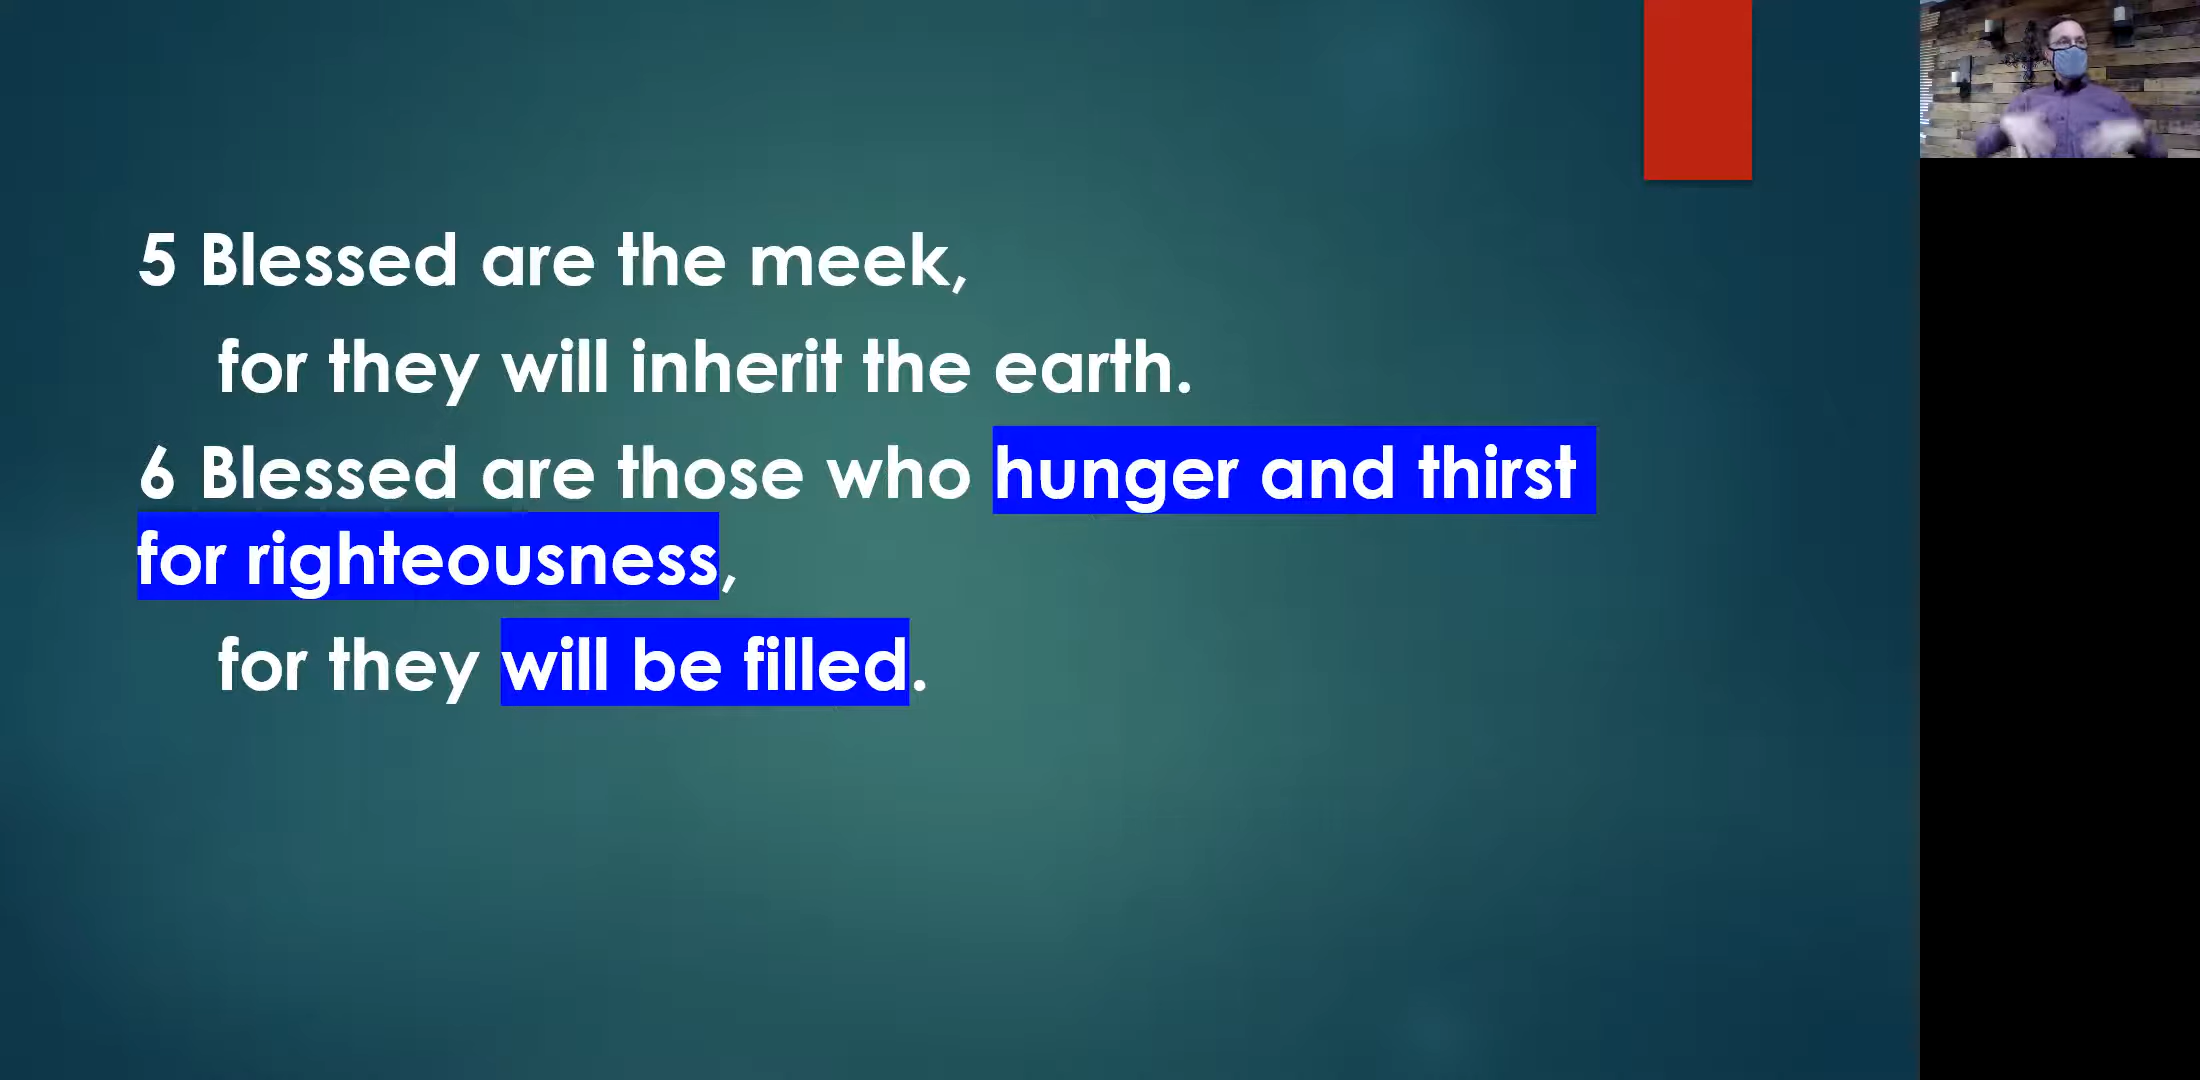 5 Blessed are the meek,
for they will inherit the earth.
6 Blessed are those who hunger and thirst
for righteousness,
for they will be filled.